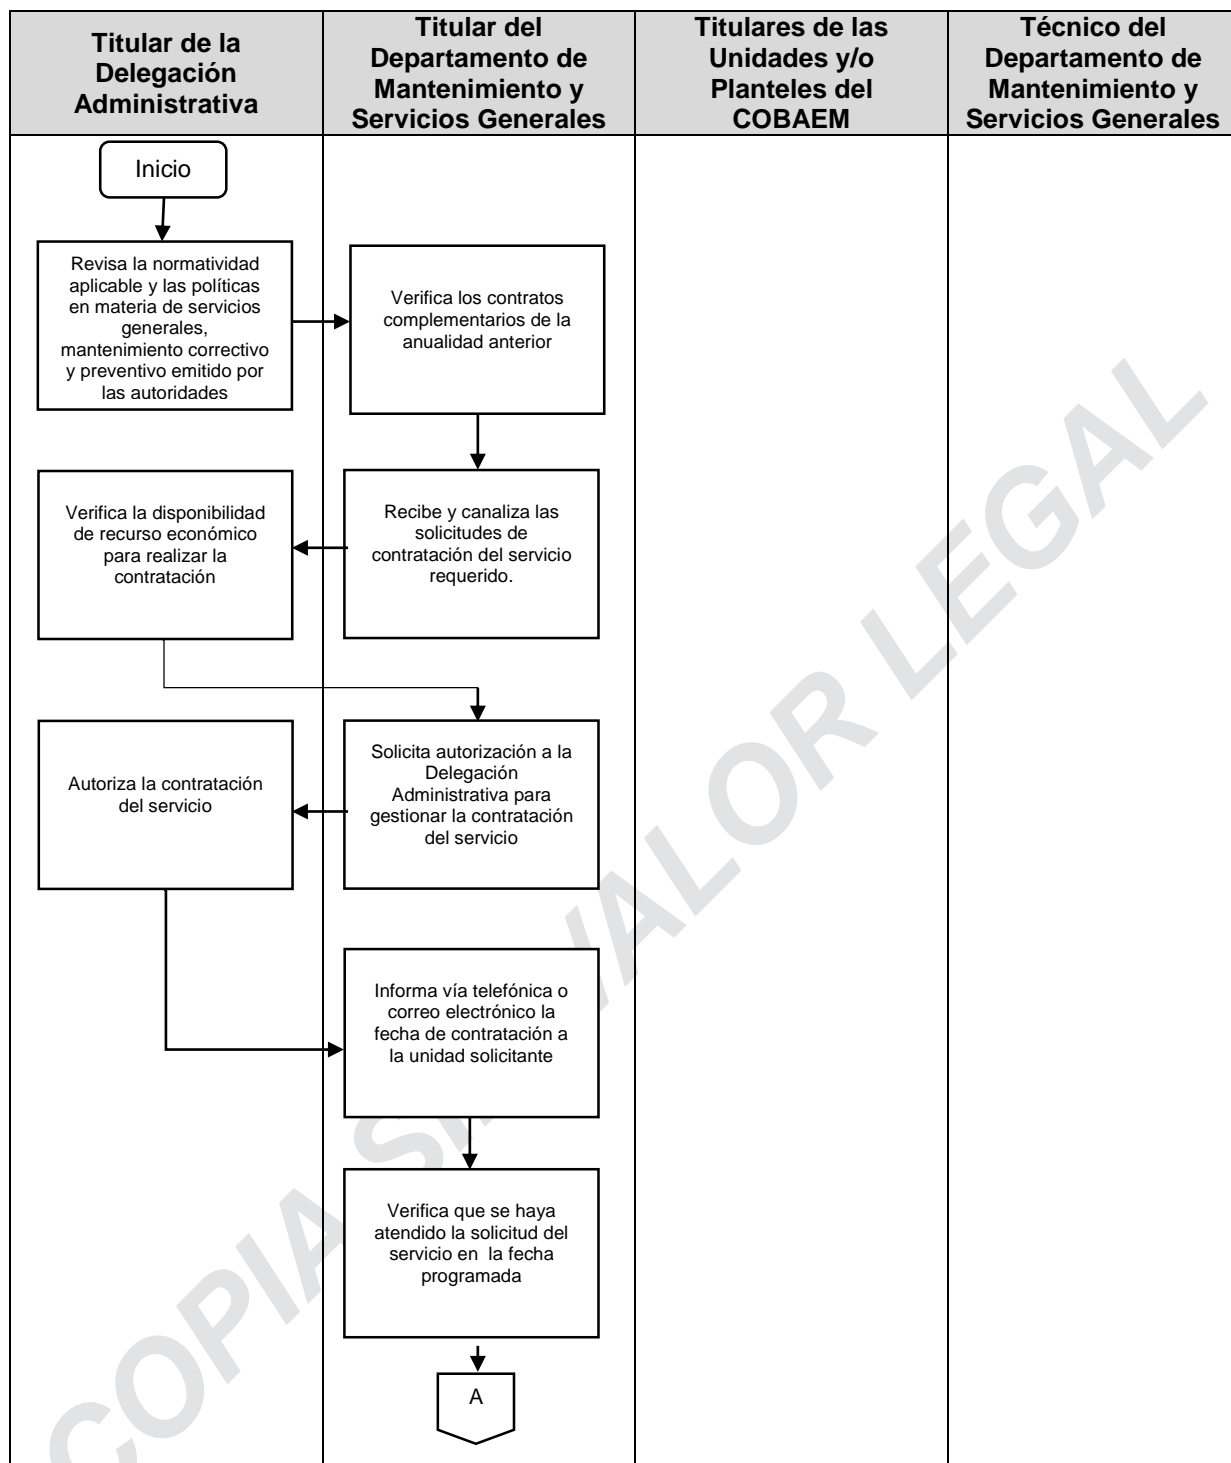 Titular de la
Delegación
Administrativa
Titular del
Departamento de
Mantenimiento y
Servicios Generales
Titulares de las
Unidades y/o
Planteles del
COBAEM
Técnico del
Departamento de
Mantenimiento y
Servicios Generales
Inicio
Revisa la normatividad
aplicable y las políticas
en materia de servicios
generales,
mantenimiento correctivo
y preventivo emitido por
las autoridades
Verifica los contratos
complementarios de la
anualidad anterior
Recibe y canaliza las
solicitudes de
contratación del servicio
requerido.
Verifica la disponibilidad
de recurso económico
para realizar la
contratación
Solicita autorización a la
Delegación
Administrativa para
gestionar la contratación
del servicio
Autoriza la contratación
del servicio
Informa vía telefónica o
correo electrónico la
fecha de contratación a
la unidad solicitante
Verifica que se haya
atendido la solicitud del
servicio en  la fecha
programada
A
COPIA SIN VALOR LEGAL